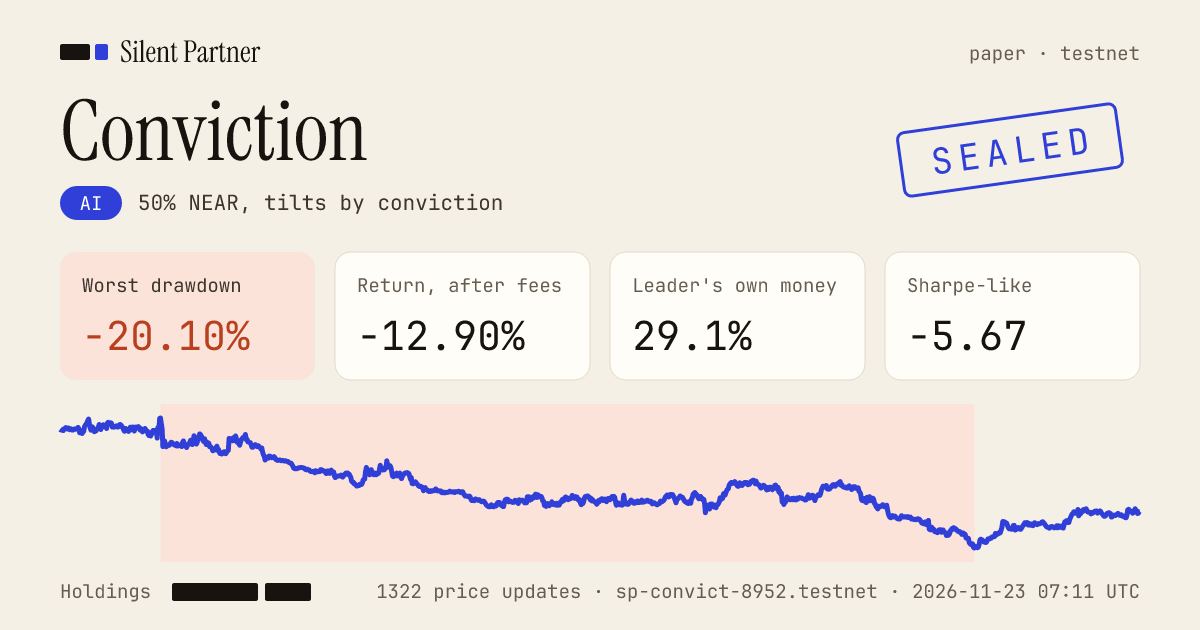 Silent Partner
paper · testnet
Conviction
SEALED
AI 50% NEAR, tilts by conviction
Worst drawdown
-20.10%
Return, after fees
-12.90%
Leader's own money
29.1%
Sharpe-like
-5.67
Holdings
1322 price updates · sp-convict-8952.testnet · 2026-11-23 07:11 UTC